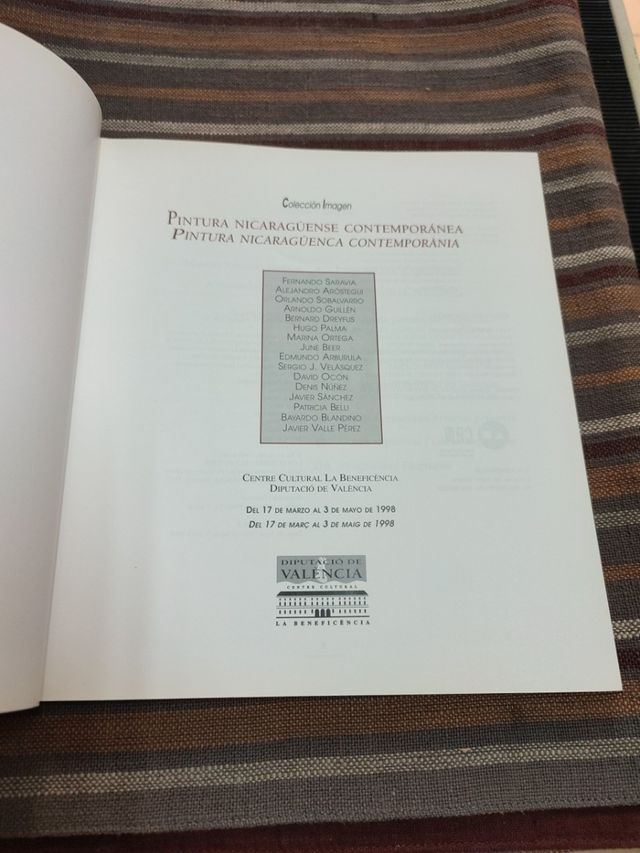 Colección Imagen
PINTURA NICARAGÜENSE CONTEMPORÁNEA
PINTURA NICARAGÜENCA CONTEMPORÀNIA
FERNANDO SARAVIA
ALEJANDRO ARÓSTEGUI
ORLANDO SOBALVARRO
ARNOLDO GUILLÉN
BERNARD DREYFUS
HUGO PALMA
MARINA ORTEGA
JUNE BEER
EDMUNDO ARBURULA
SERGIO J. VELÁSQUEZ
DAVID OCÓN
DENIS NÚÑEZ
JAVIER SÁNCHEZ
PATRICIA BELLI
BAYARDO BLANDINO
JAVIER VALLE PÉREZ
CENTRE CULTURAL LA BENEFICÈNCIA
DIPUTACIÓ DE VALÈNCIA
DEL 17 DE MARZO AL 3 DE MAYO DE 1998
DEL 17 DE MARÇ AL 3 DE MAIG DE 1998
DIPUTACIÓ DE
VALÈNCIA
CENTRE CULTURAL
LA BENEFICÈNCIA